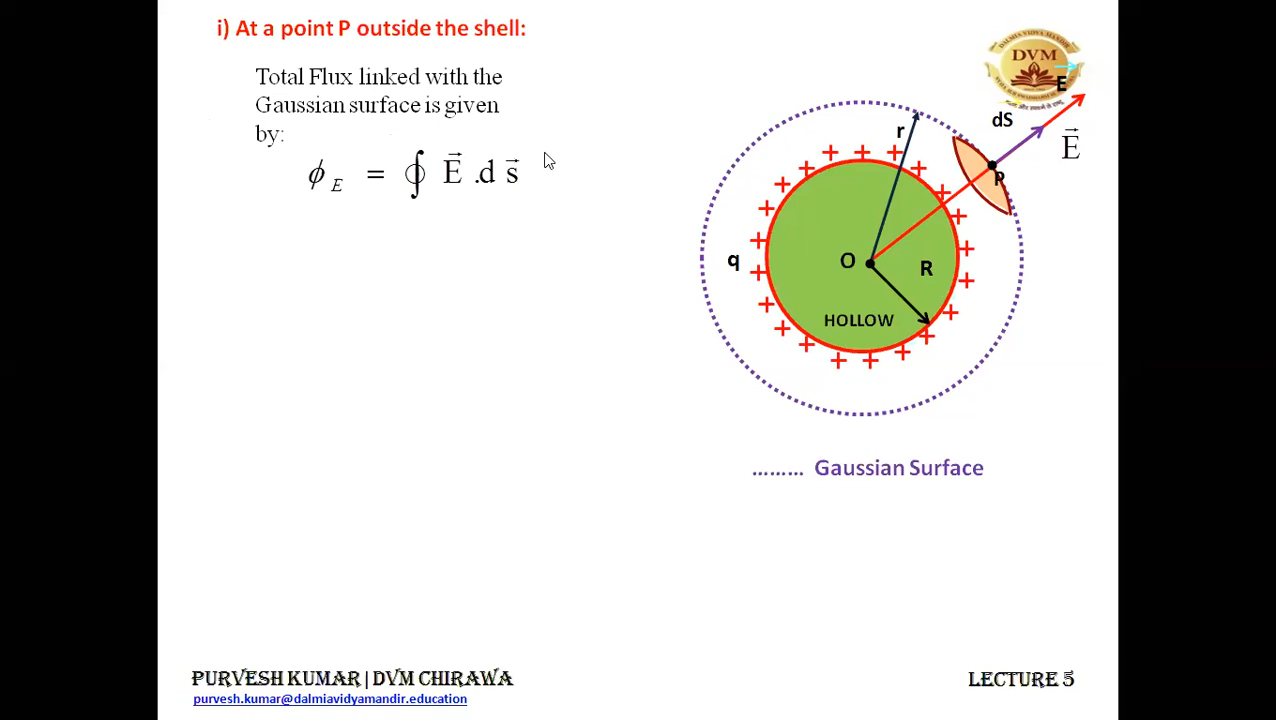 i) At a point P outside the shell:
Total Flux linked with the
Gaussian surface is given
by:
ϕ_E = ∮ E⃗ .d s⃗
DVM
E
dS
E⃗
r
P
q
O
R
HOLLOW
......... Gaussian Surface
PURVESH KUMAR | DVM CHIRAWA
purvesh.kumar@dalmiavidyamandir.education
LECTURE 5